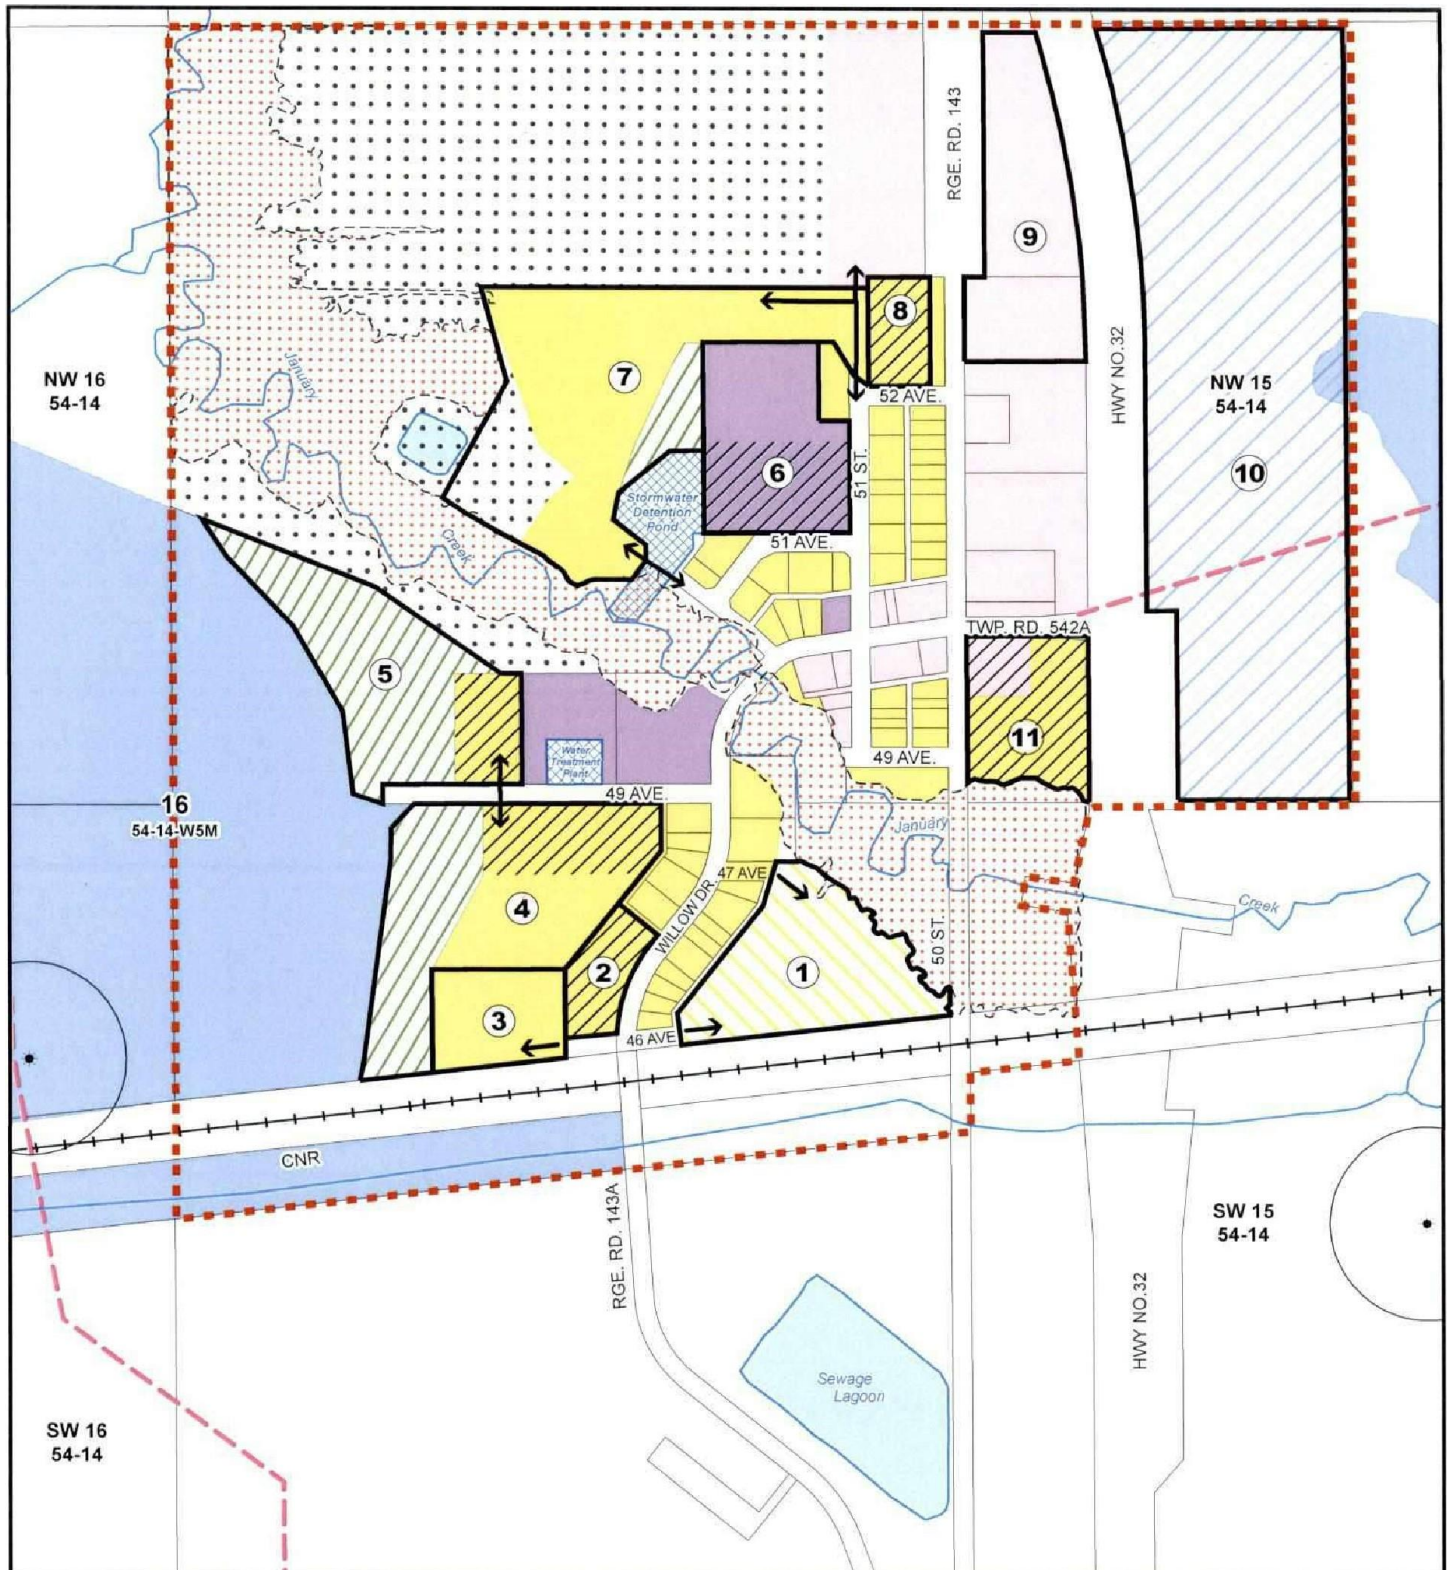 RGE. RD. 143
9
8
HWY NO.32
January
7
NW 16
54-14
NW 15
54-14
52 AVE.
10
6
51 ST.
Stormwater
Detention
Pond
Creek
51 AVE.
TWP. RD. 542A
5
11
Water
Treatment
Plant
49 AVE.
49 AVE.
16
54-14-W5M
January
47 AVE
Creek
4
WILLOW DR.
50 ST.
2
1
3
46 AVE
CNR
RGE. RD. 143A
SW 15
54-14
HWY NO.32
Sewage
Lagoon
SW 16
54-14